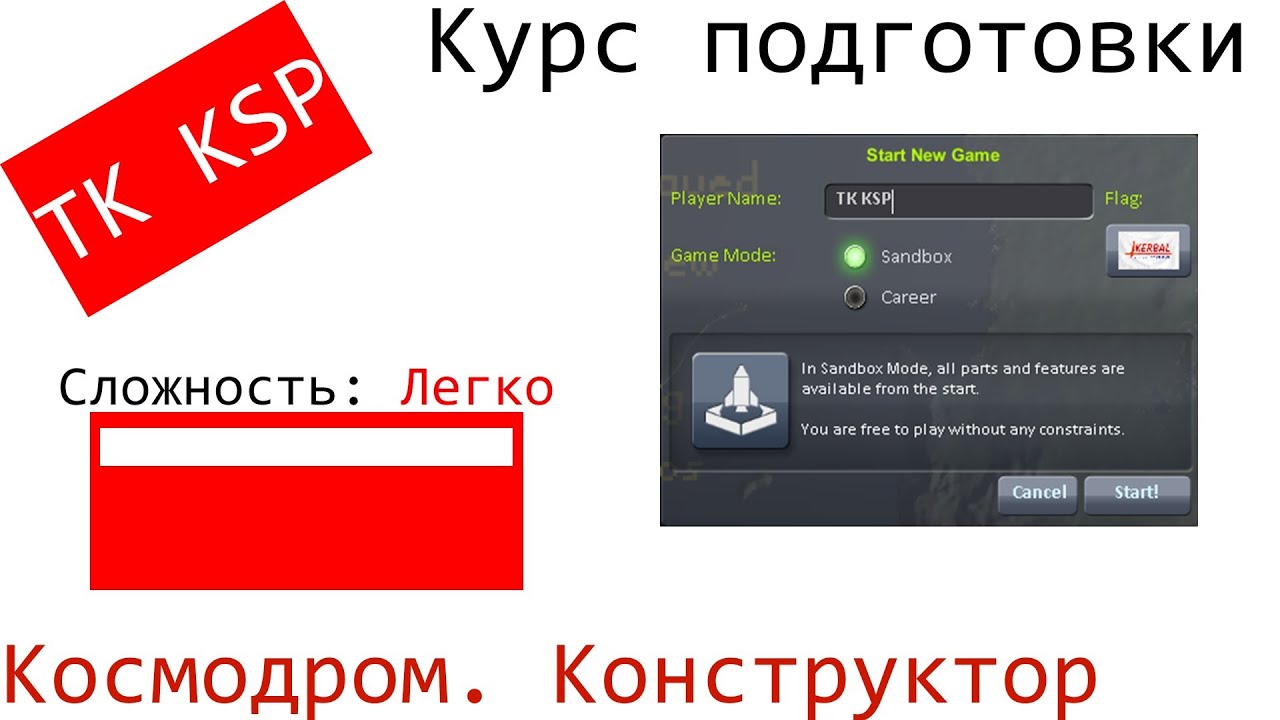 Курс подготовки
TK KSP
Start New Game
Player Name:
TK KSP
Flag:
KERBAL
Game Mode:
Sandbox
Career
In Sandbox Mode, all parts and features are
available from the start.
You are free to play without any constraints.
Cancel
Start!
Сложность: Легко
Космодром. Конструктор